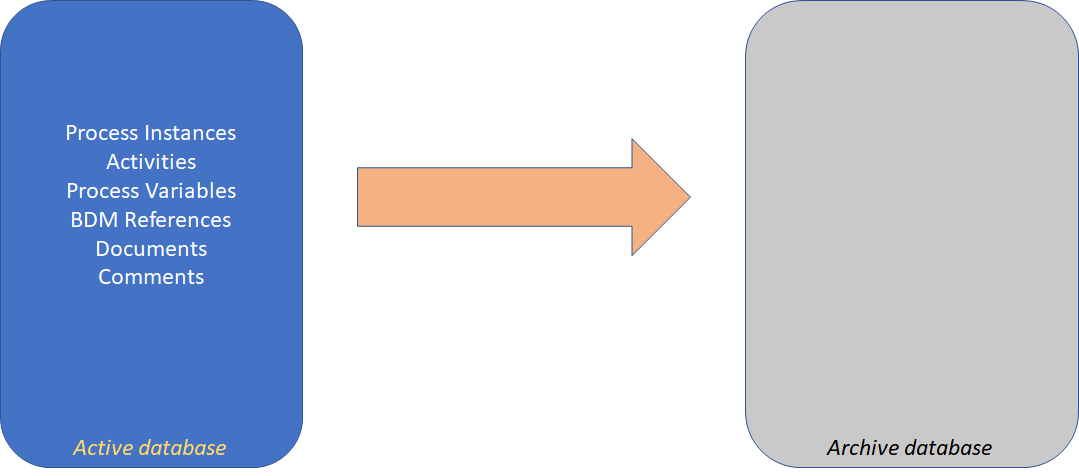 Process Instances
Activities
Process Variables
BDM References
Documents
Comments
Active database
Archive database